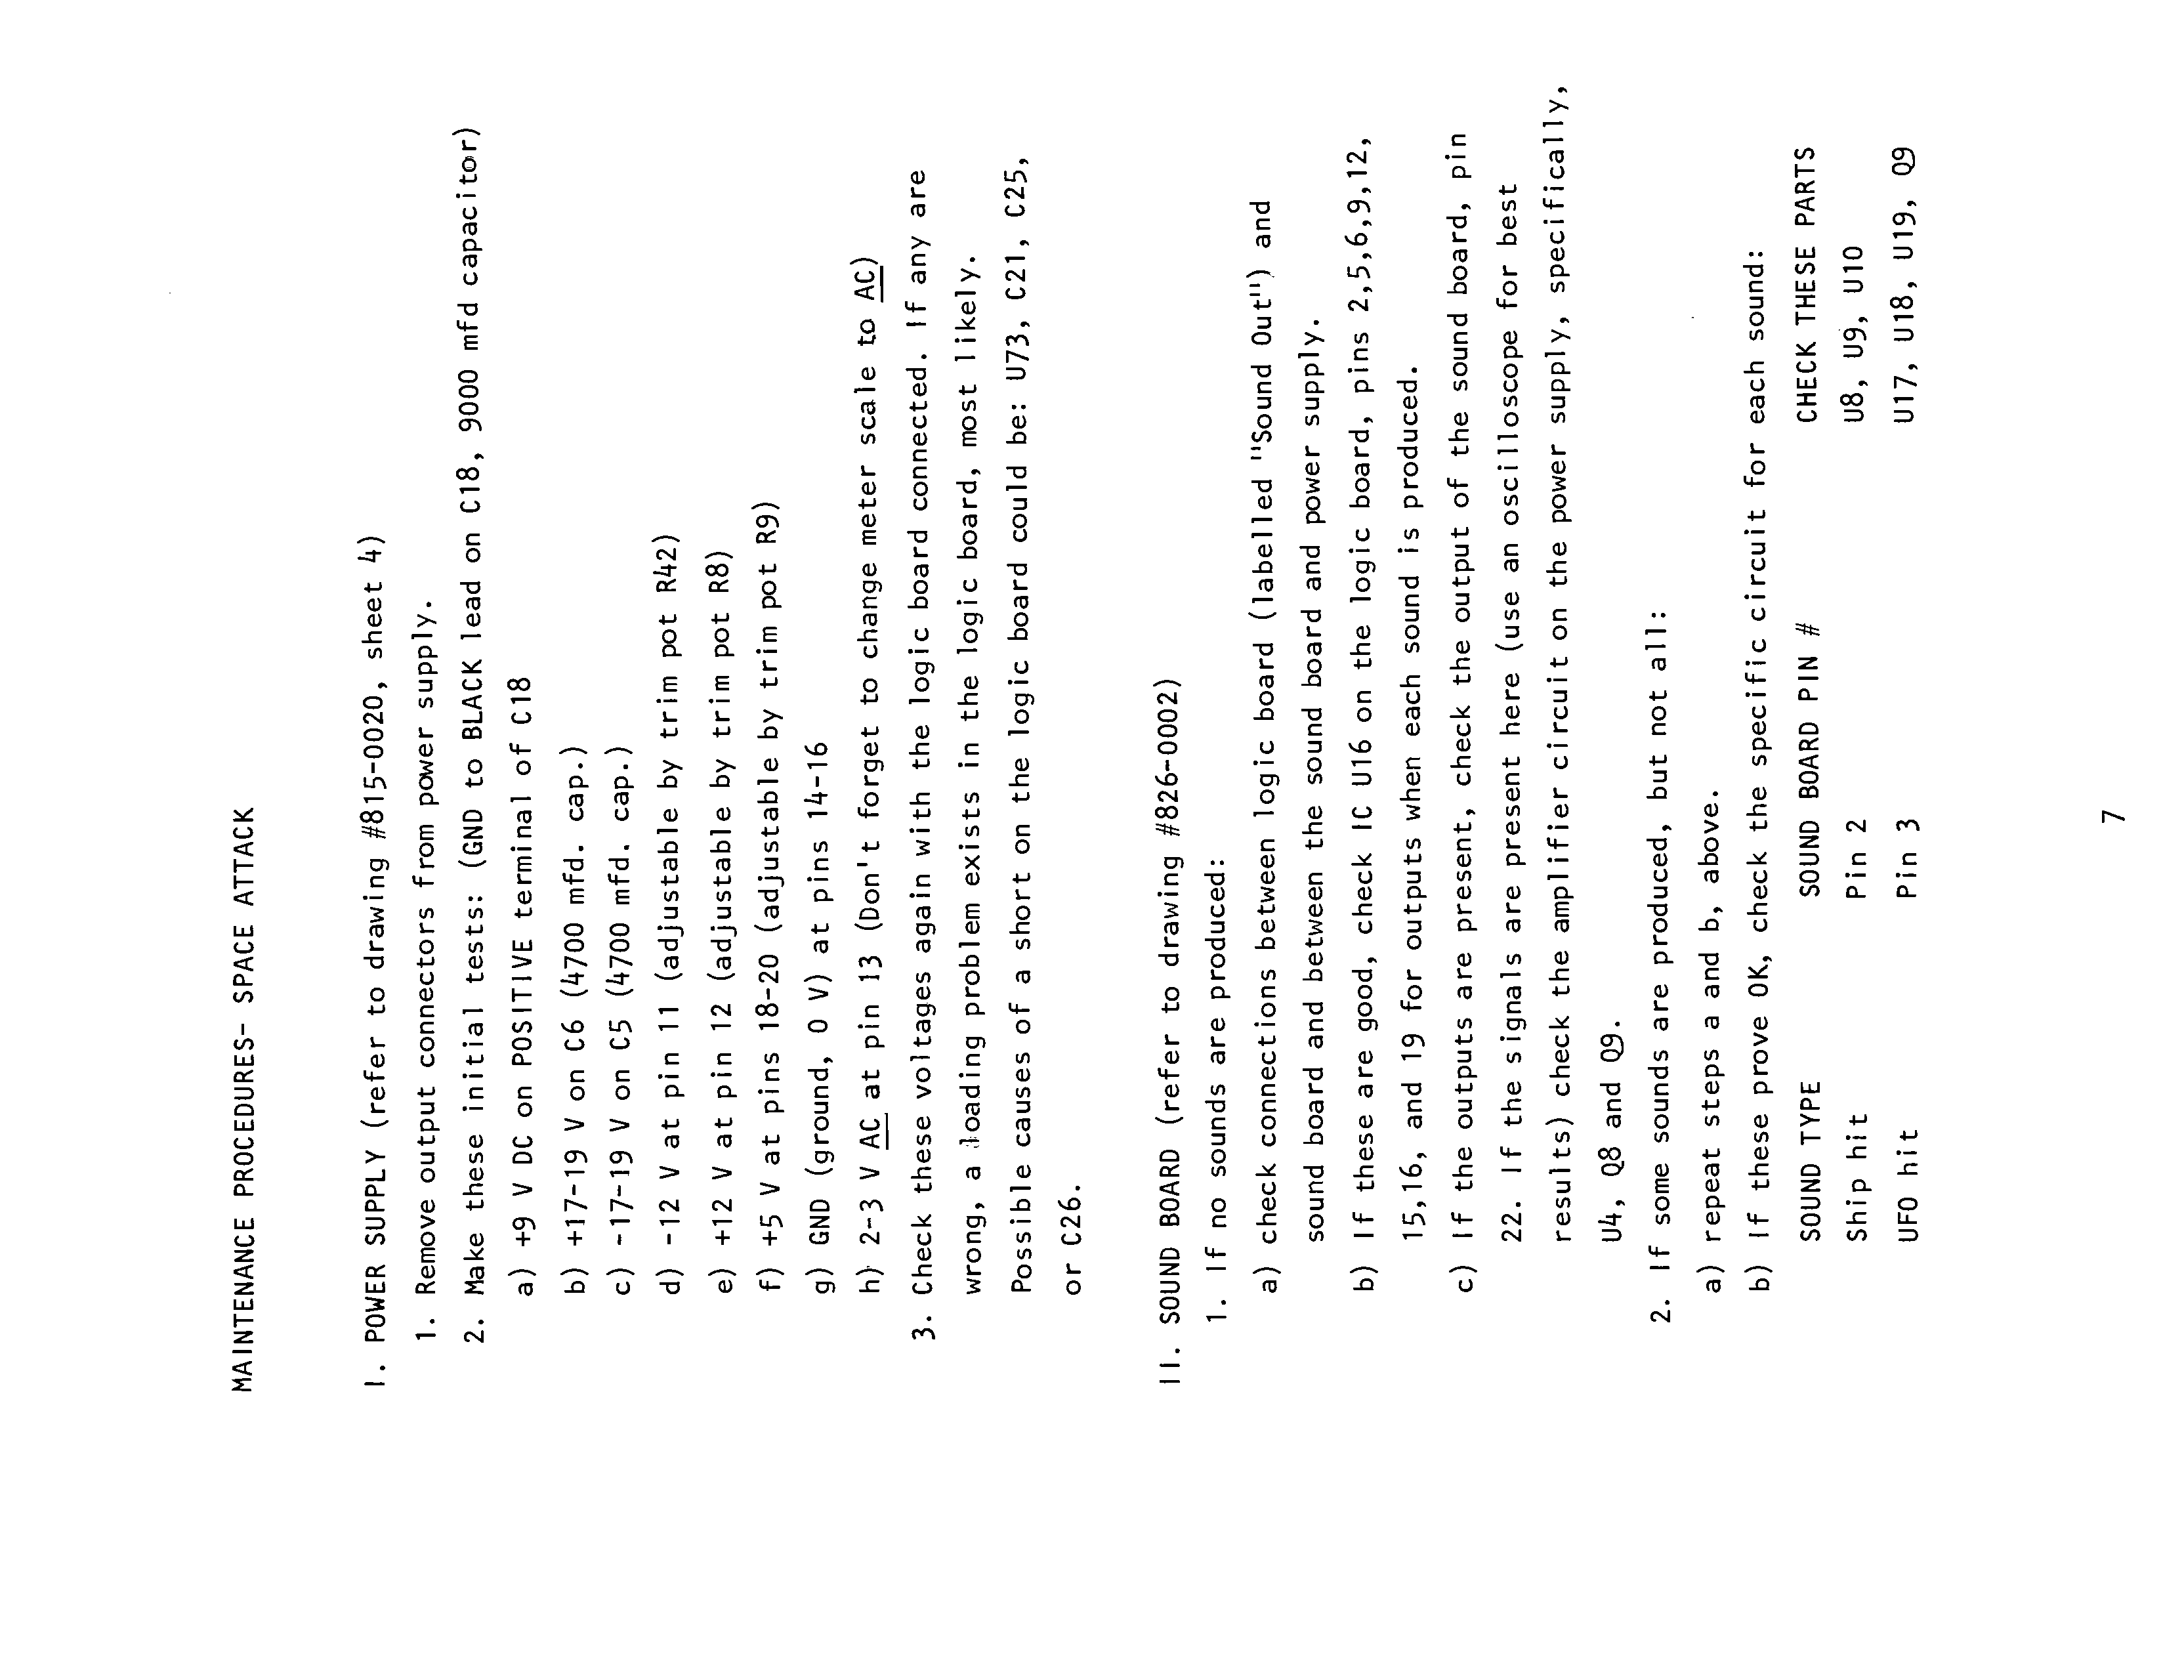 MAINTENANCE PROCEDURES- SPACE ATTACK
I. POWER SUPPLY (refer to drawing #815-0020, sheet 4)
1. Remove output connectors from power supply.
2. Make these initial tests: (GND to BLACK lead on C18, 9000 mfd capacitor)
a) +9 V DC on POSITIVE terminal of C18
b) +17-19 V on C6 (4700 mfd. cap.)
c) -17-19 V on C5 (4700 mfd. cap.)
d) -12 V at pin 11 (adjustable by trim pot R42)
e) +12 V at pin 12 (adjustable by trim pot R8)
f) +5 V at pins 18-20 (adjustable by trim pot R9)
g) GND (ground, 0 V) at pins 14-16
h) 2-3 V AC at pin 13 (Don't forget to change meter scale to AC)
3. Check these voltages again with the logic board connected. If any are
wrong, a loading problem exists in the logic board, most likely.
Possible causes of a short on the logic board could be: U73, C21, C25,
or C26.
II. SOUND BOARD (refer to drawing #826-0002)
1. If no sounds are produced:
a) check connections between logic board (labelled "Sound Out") and
sound board and between the sound board and power supply.
b) If these are good, check IC U16 on the logic board, pins 2,5,6,9,12,
15,16, and 19 for outputs when each sound is produced.
c) If the outputs are present, check the output of the sound board, pin
22. If the signals are present here (use an oscilloscope for best
results) check the amplifier circuit on the power supply, specifically,
U4, Q8 and Q9.
2. If some sounds are produced, but not all:
a) repeat steps a and b, above.
b) If these prove OK, check the specific circuit for each sound:
SOUND TYPE SOUND BOARD PIN # CHECK THESE PARTS
Ship hit Pin 2 U8, U9, U10
UFO hit Pin 3 U17, U18, U19, Q9
7